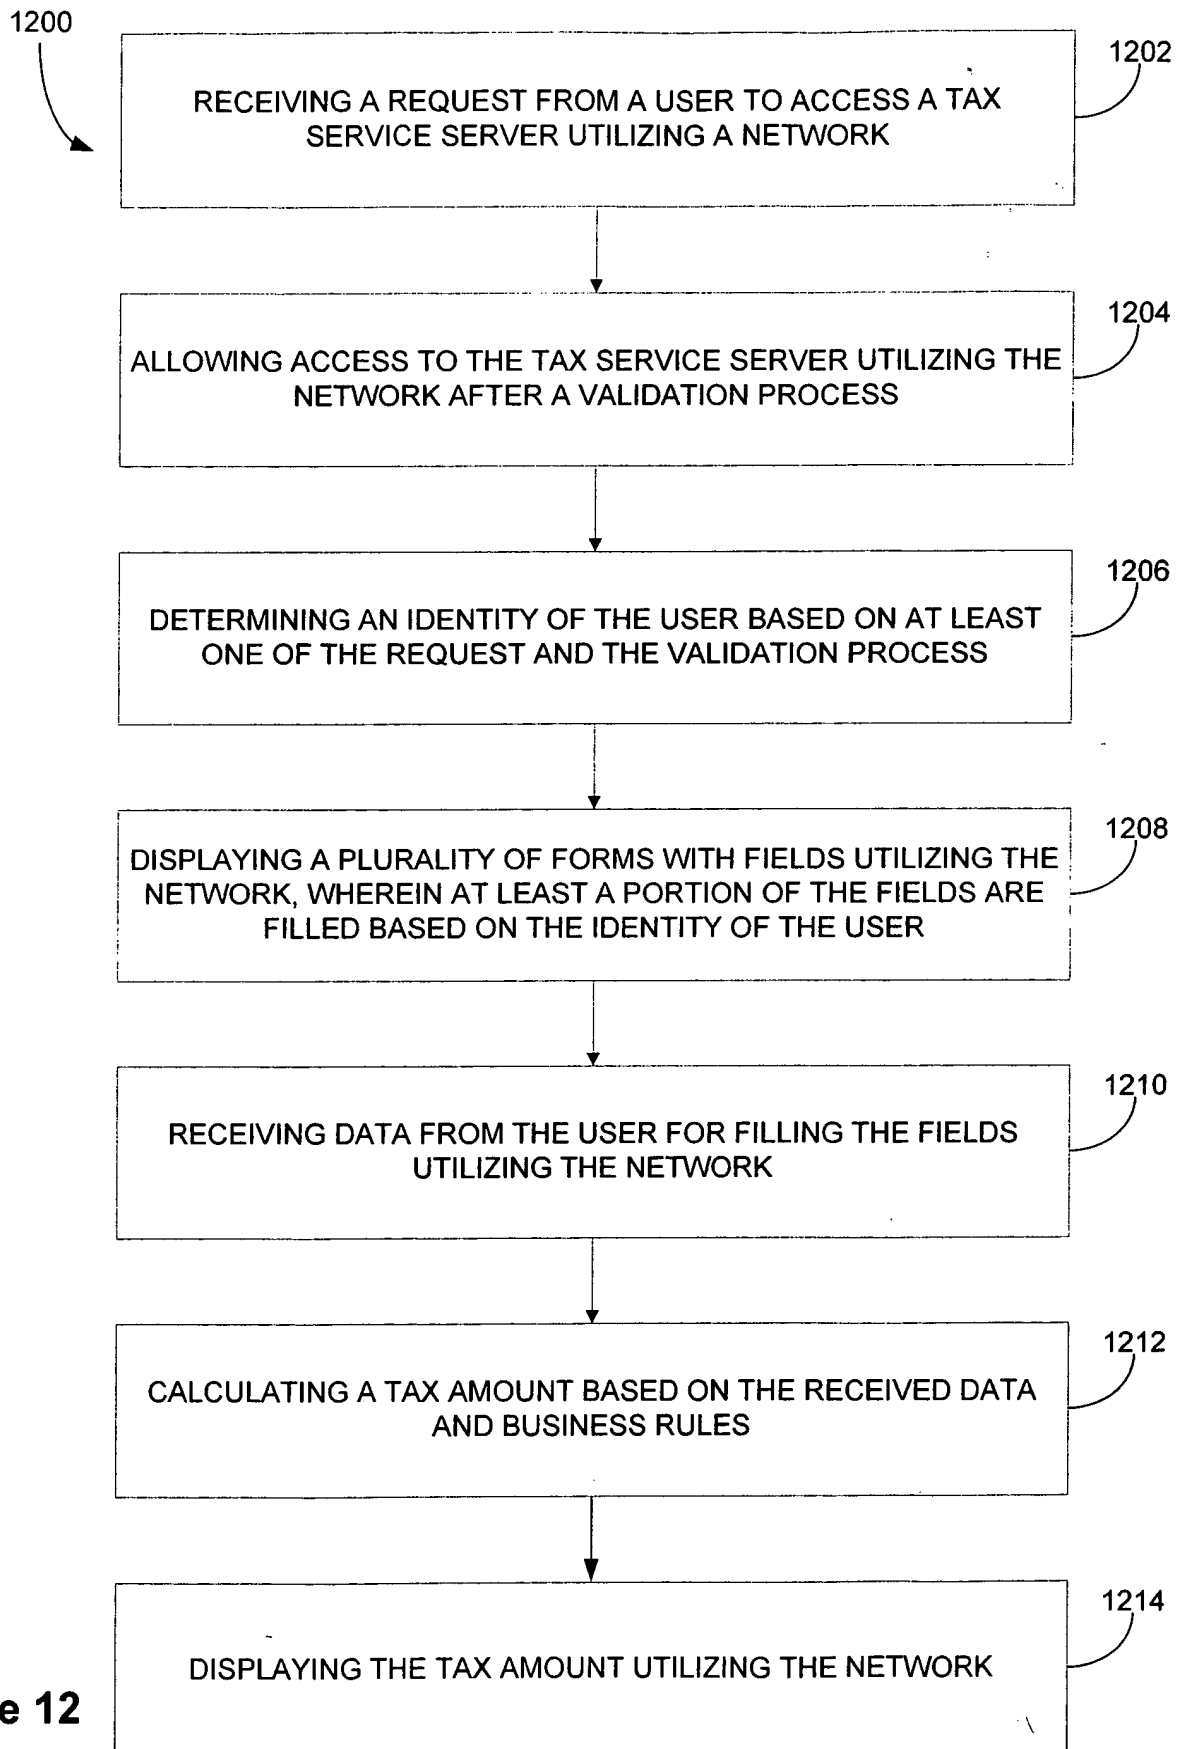 1200
1202
RECEIVING A REQUEST FROM A USER TO ACCESS A TAX
SERVICE SERVER UTILIZING A NETWORK
1204
ALLOWING ACCESS TO THE TAX SERVICE SERVER UTILIZING THE
NETWORK AFTER A VALIDATION PROCESS
1206
DETERMINING AN IDENTITY OF THE USER BASED ON AT LEAST
ONE OF THE REQUEST AND THE VALIDATION PROCESS
1208
DISPLAYING A PLURALITY OF FORMS WITH FIELDS UTILIZING THE
NETWORK, WHEREIN AT LEAST A PORTION OF THE FIELDS ARE
FILLED BASED ON THE IDENTITY OF THE USER
1210
RECEIVING DATA FROM THE USER FOR FILLING THE FIELDS
UTILIZING THE NETWORK
1212
CALCULATING A TAX AMOUNT BASED ON THE RECEIVED DATA
AND BUSINESS RULES
1214
DISPLAYING THE TAX AMOUNT UTILIZING THE NETWORK
e 12